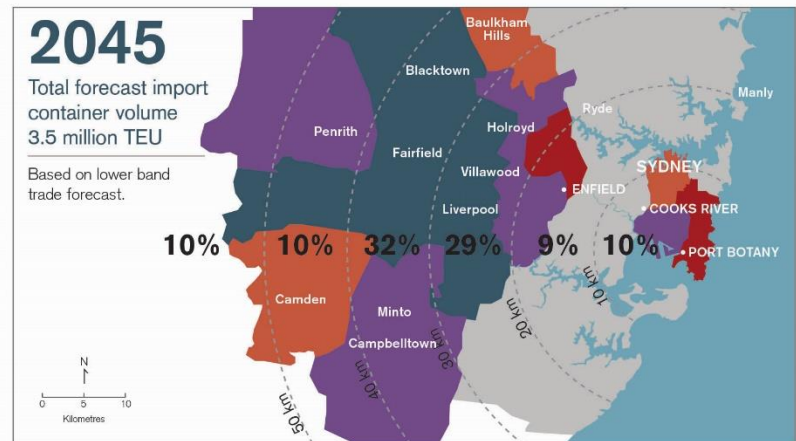 2045
Total forecast import
container volume
3.5 million TEU
Based on lower band
trade forecast.
Baulkham
Hills
Blacktown
Manly
Ryde
Penrith
Holroyd
Fairfield
Villawood
SYDNEY
ENFIELD
Liverpool
COOKS RIVER
10% 10% 32% 29% 9% 10%
PORT BOTANY
Camden
Minto
Campbelltown
10 km
20 km
30 km
40 km
50 km
N
0 5 10
Kilometres